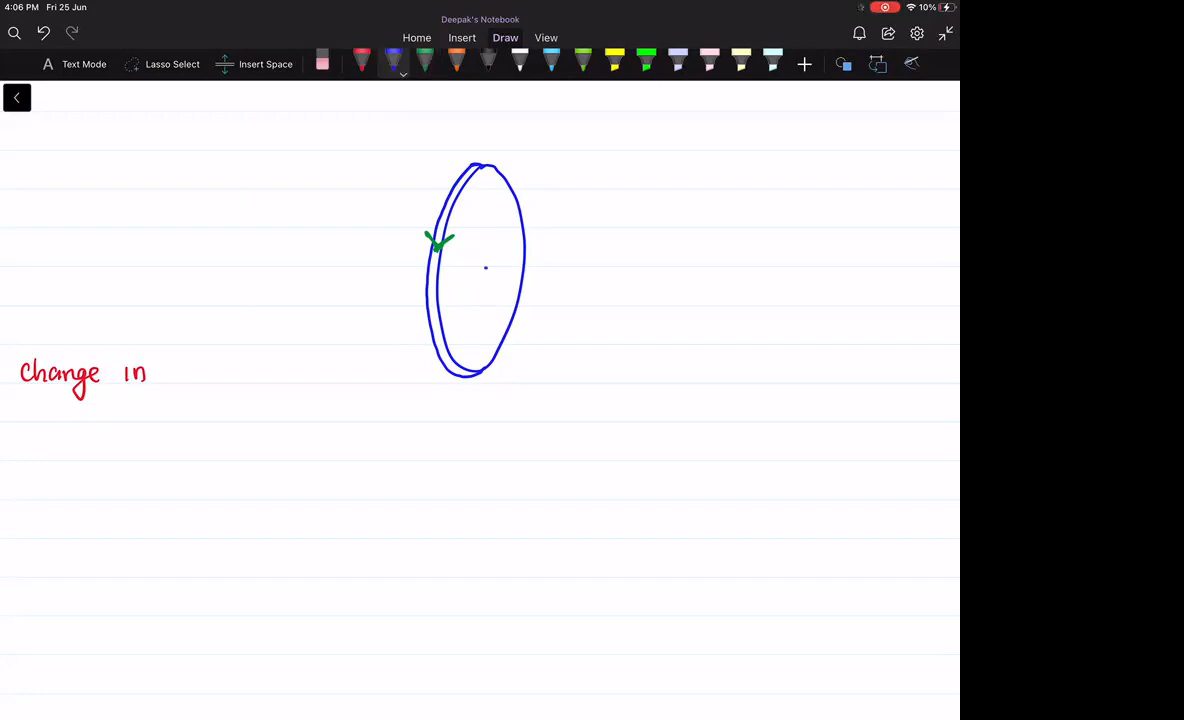 4:06 PM Fri 25 Jun
10%
Deepak's Notebook
Home Insert Draw View
A Text Mode Lasso Select Insert Space
Change in